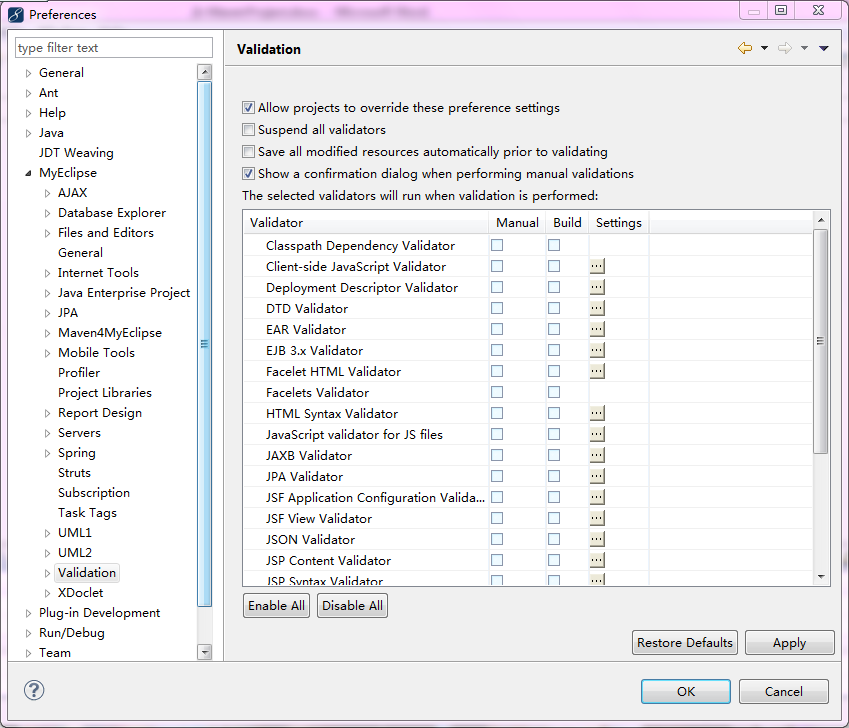 Preferences
type filter text
General
Ant
Help
Java
JDT Weaving
MyEclipse
AJAX
Database Explorer
Files and Editors
General
Internet Tools
Java Enterprise Project
JPA
Maven4MyEclipse
Mobile Tools
Profiler
Project Libraries
Report Design
Servers
Spring
Struts
Subscription
Task Tags
UML1
UML2
Validation
XDoclet
Plug-in Development
Run/Debug
Team
Validation
Allow projects to override these preference settings
Suspend all validators
Save all modified resources automatically prior to validating
Show a confirmation dialog when performing manual validations
The selected validators will run when validation is performed:
Validator Manual Build Settings
Classpath Dependency Validator
Client-side JavaScript Validator ...
Deployment Descriptor Validator ...
DTD Validator ...
EAR Validator ...
EJB 3.x Validator ...
Facelet HTML Validator ...
Facelets Validator
HTML Syntax Validator ...
JavaScript validator for JS files ...
JAXB Validator ...
JPA Validator ...
JSF Application Configuration Valida... ...
JSF View Validator ...
JSON Validator ...
JSP Content Validator ...
JSP Syntax Validator ...
Enable All Disable All
Restore Defaults Apply
? OK Cancel